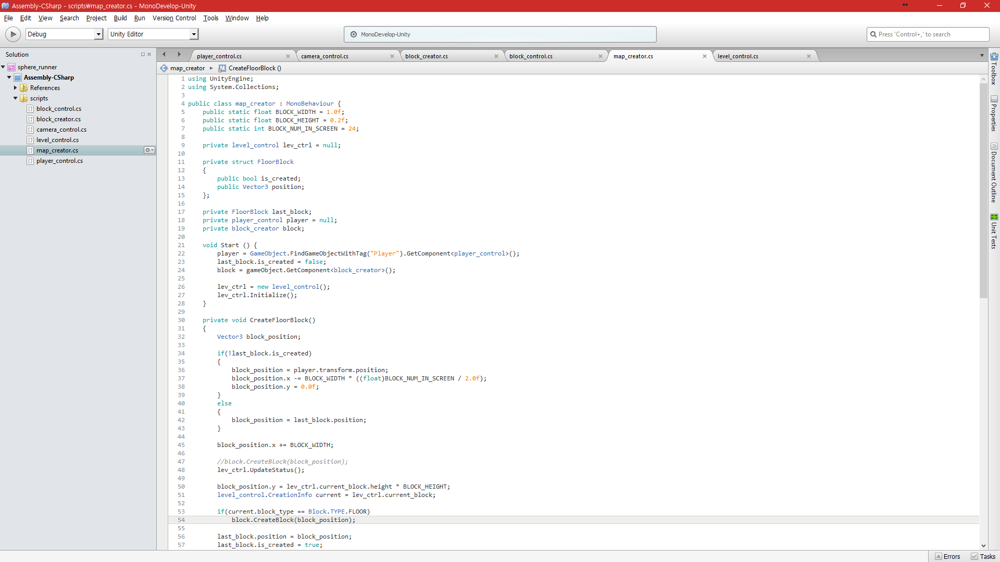 Assembly-CSharp - scripts₩map_creator.cs - MonoDevelop-Unity
File Edit View Search Project Build Run Version Control Tools Window Help
Debug Unity Editor MonoDevelop-Unity Press 'Control+,' to search
Solution
sphere_runner
Assembly-CSharp
References
scripts
block_control.cs
block_creator.cs
camera_control.cs
level_control.cs
map_creator.cs
player_control.cs
player_control.cs camera_control.cs block_creator.cs block_control.cs map_creator.cs level_control.cs
map_creator CreateFloorBlock ()
1 using UnityEngine;
2 using System.Collections;
3
4 public class map_creator : MonoBehaviour {
5 public static float BLOCK_WIDTH = 1.0f;
6 public static float BLOCK_HEIGHT = 0.2f;
7 public static int BLOCK_NUM_IN_SCREEN = 24;
8
9 private level_control lev_ctrl = null;
10
11 private struct FloorBlock
12 {
13 public bool is_created;
14 public Vector3 position;
15 };
16
17 private FloorBlock last_block;
18 private player_control player = null;
19 private block_creator block;
20
21 void Start () {
22 player = GameObject.FindGameObjectWithTag("Player").GetComponent<player_control>();
23 last_block.is_created = false;
24 block = gameObject.GetComponent<block_creator>();
25
26 lev_ctrl = new level_control();
27 lev_ctrl.Initialize();
28 }
29
30 private void CreateFloorBlock()
31 {
32 Vector3 block_position;
33
34 if(!last_block.is_created)
35 {
36 block_position = player.transform.position;
37 block_position.x -= BLOCK_WIDTH * ((float)BLOCK_NUM_IN_SCREEN / 2.0f);
38 block_position.y = 0.0f;
39 }
40 else
41 {
42 block_position = last_block.position;
43 }
44
45 block_position.x += BLOCK_WIDTH;
46
47 //block.CreateBlock(block_position);
48 lev_ctrl.UpdateStatus();
49
50 block_position.y = lev_ctrl.current_block.height * BLOCK_HEIGHT;
51 level_control.CreationInfo current = lev_ctrl.current_block;
52
53 if(current.block_type == Block.TYPE.FLOOR)
54 block.CreateBlock(block_position);
55
56 last_block.position = block_position;
57 last_block.is_created = true;
Toolbox
Properties
Document Outline
Unit Tests
Errors Tasks